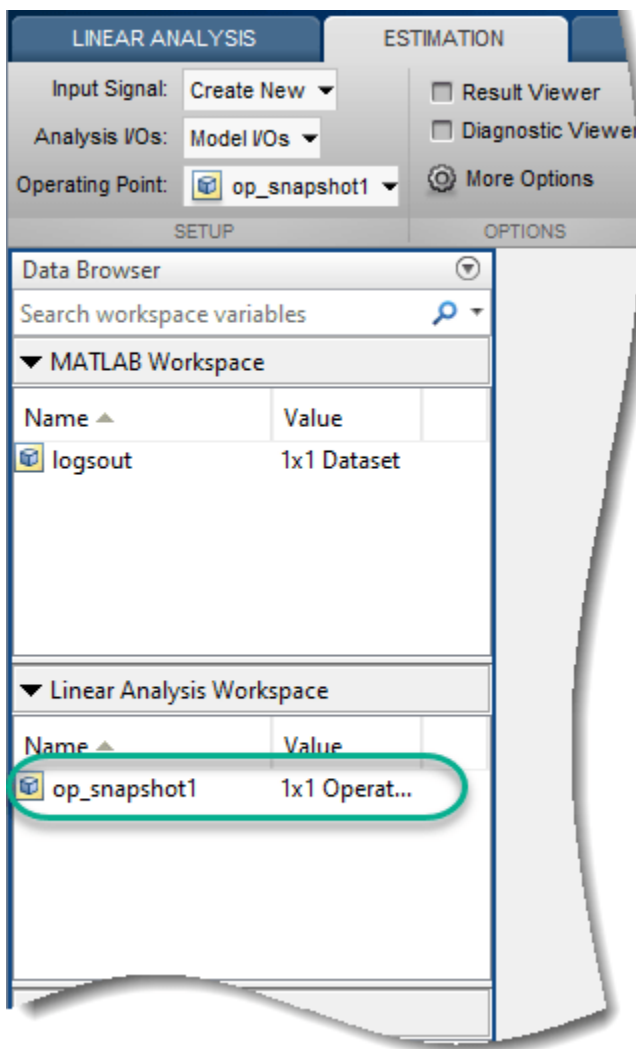 LINEAR ANALYSIS ESTIMATION
Input Signal: Create New Result Viewer
Analysis I/Os: Model I/Os Diagnostic Viewer
Operating Point: op_snapshot1 More Options
SETUP OPTIONS
Data Browser
Search workspace variables
MATLAB Workspace
Name Value
logsout 1x1 Dataset
Linear Analysis Workspace
Name Value
op_snapshot1 1x1 Operat...